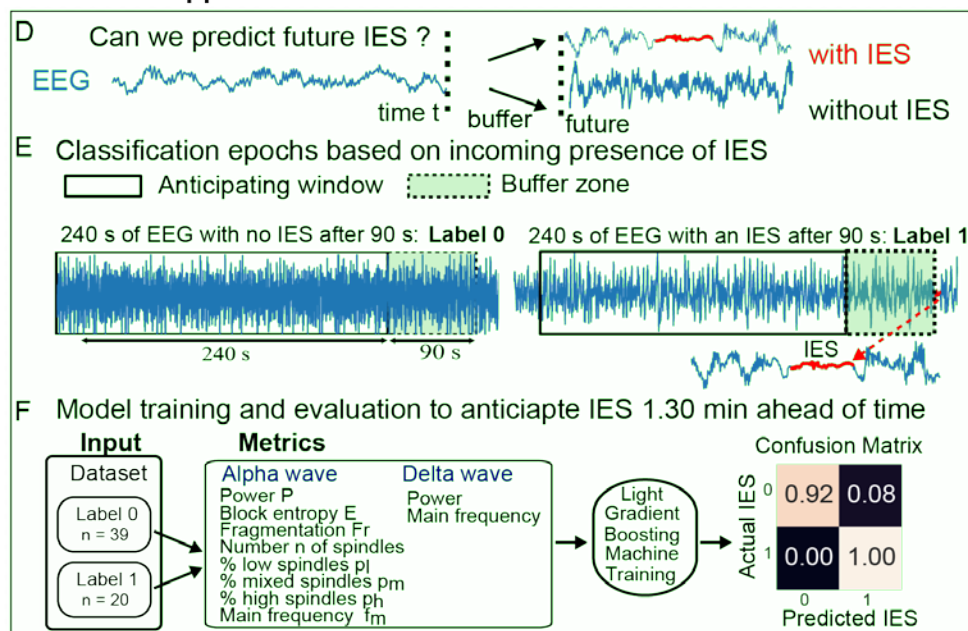 D Can we predict future IES ?
EEG
with IES
without IES
time t
buffer
future
E Classification epochs based on incoming presence of IES
Anticipating window
Buffer zone
240 s of EEG with no IES after 90 s: Label 0
240 s of EEG with an IES after 90 s: Label 1
240 s
90 s
IES
F Model training and evaluation to anticiapte IES 1.30 min ahead of time
Input
Dataset
Label 0
n = 39
Label 1
n = 20
Metrics
Alpha wave
Power P
Block entropy E
Fragmentation Fr
Number n of spindles
% low spindles pl
% mixed spindles pm
% high spindles ph
Main frequency fm
Delta wave
Power
Main frequency
Light
Gradient
Boosting
Machine
Training
Confusion Matrix
Actual IES
0
0.92 0.08
1
0.00 1.00
0 1
Predicted IES